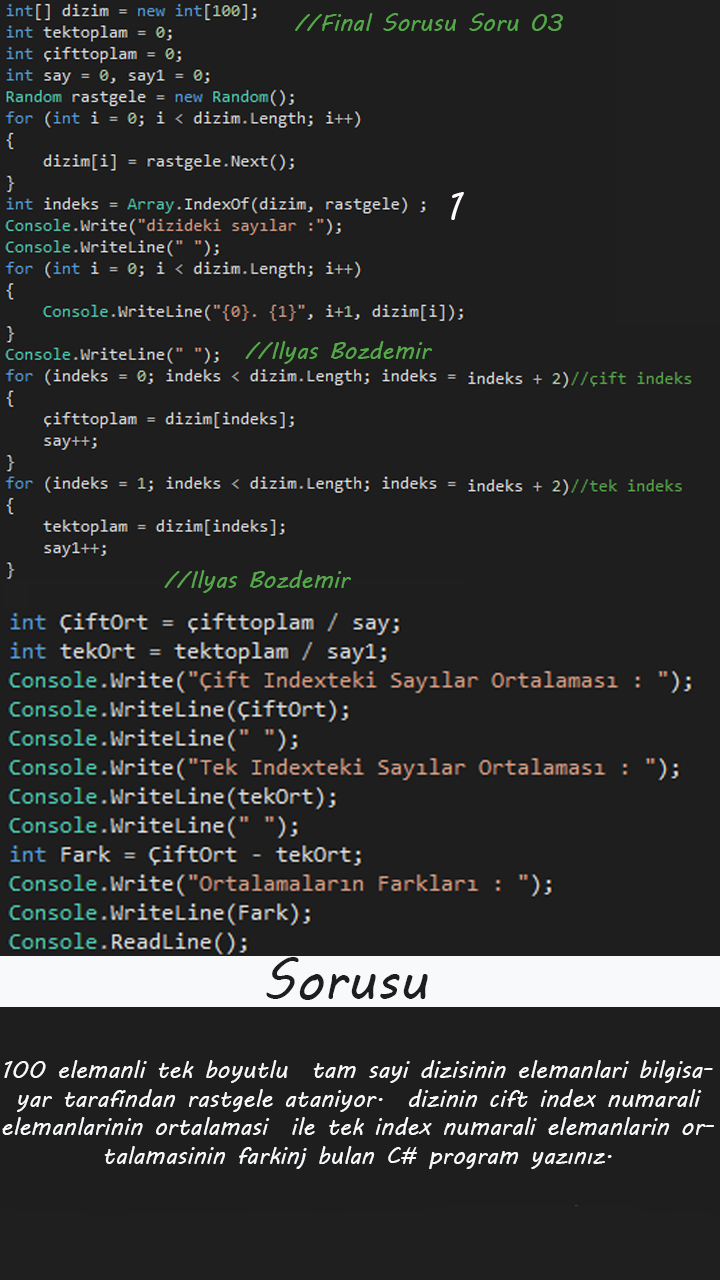 int[] dizim = new int[100]; //Final Sorusu Soru 03
int tektoplam = 0;
int çifttoplam = 0;
int say = 0, say1 = 0;
Random rastgele = new Random();
for (int i = 0; i < dizim.Length; i++)
{
    dizim[i] = rastgele.Next();
}
int indeks = Array.IndexOf(dizim, rastgele) ; 1
Console.Write("dizideki sayılar :");
Console.WriteLine(" ");
for (int i = 0; i < dizim.Length; i++)
{
    Console.WriteLine("{0}. {1}", i+1, dizim[i]);
}
Console.WriteLine(" "); //Ilyas Bozdemir
for (indeks = 0; indeks < dizim.Length; indeks = indeks + 2)//çift indeks
{
    çifttoplam = dizim[indeks];
    say++;
}
for (indeks = 1; indeks < dizim.Length; indeks = indeks + 2)//tek indeks
{
    tektoplam = dizim[indeks];
    say1++;
}
//Ilyas Bozdemir
int ÇiftOrt = çifttoplam / say;
int tekOrt = tektoplam / say1;
Console.Write("Çift Indexteki Sayılar Ortalaması : ");
Console.WriteLine(ÇiftOrt);
Console.WriteLine(" ");
Console.Write("Tek Indexteki Sayılar Ortalaması : ");
Console.WriteLine(tekOrt);
Console.WriteLine(" ");
int Fark = ÇiftOrt - tekOrt;
Console.Write("Ortalamaların Farkları : ");
Console.WriteLine(Fark);
Console.ReadLine();
Sorusu
100 elemanli tek boyutlu tam sayi dizisinin elemanlari bilgisa-
yar tarafindan rastgele ataniyor. dizinin cift index numarali
elemanlarinin ortalamasi ile tek index numarali elemanlarin or-
talamasinin farkinj bulan C# program yazınız.